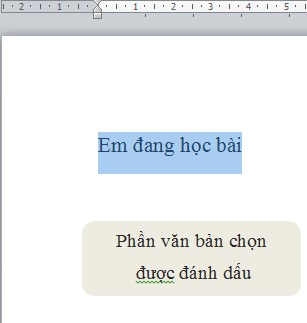 2 1 1 2 3 4 5
Em đang học bài
Phần văn bản chọn
được đánh dấu